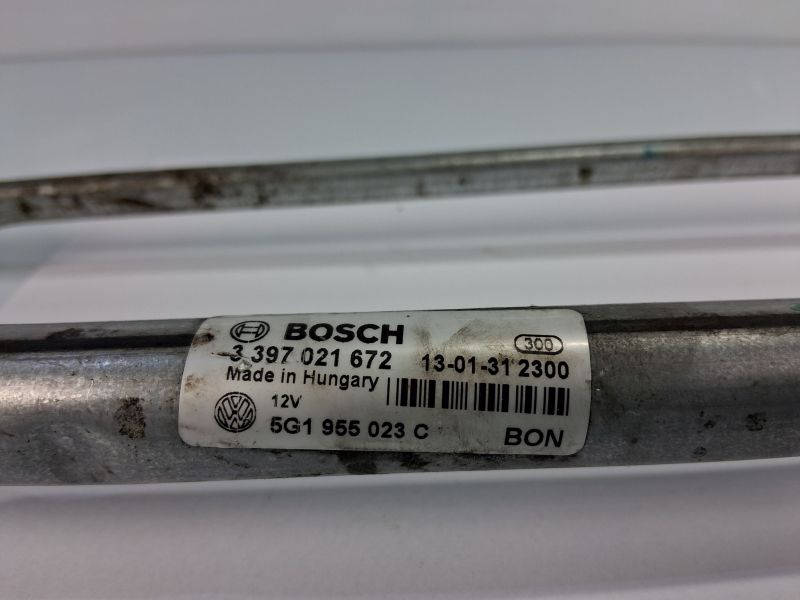 BOSCH
300
3 397 021 672 13-01-31 2300
Made in Hungary
12V
5G1 955 023 C BON